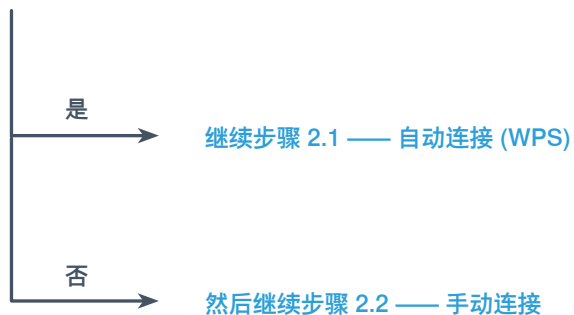 是
继续步骤 2.1 —— 自动连接 (WPS)
否
然后继续步骤 2.2 —— 手动连接